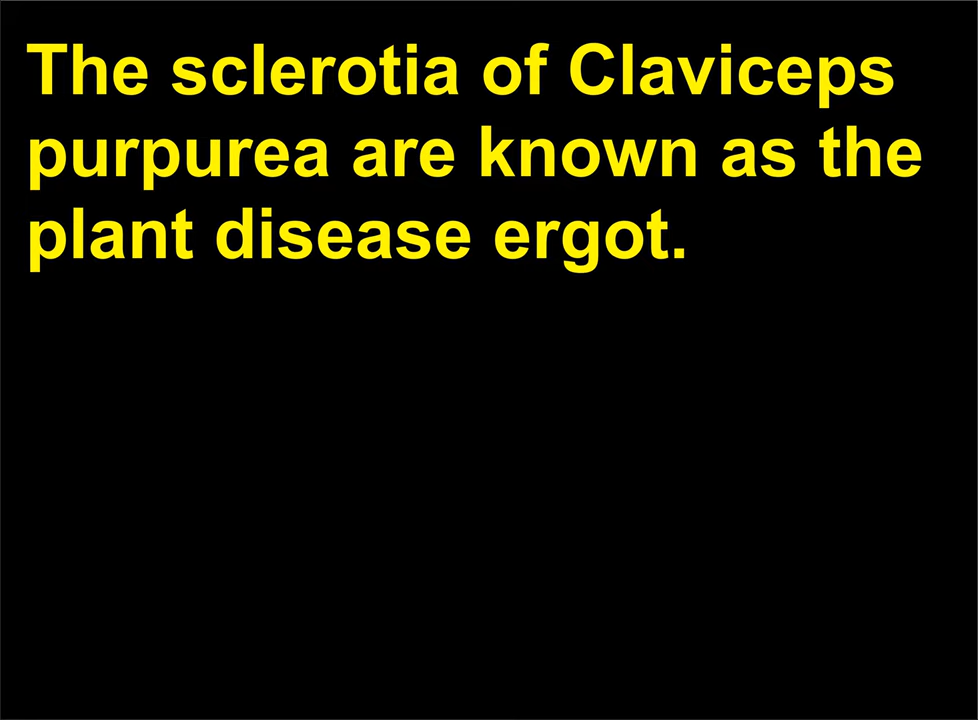 The sclerotia of Claviceps
purpurea are known as the
plant disease ergot.